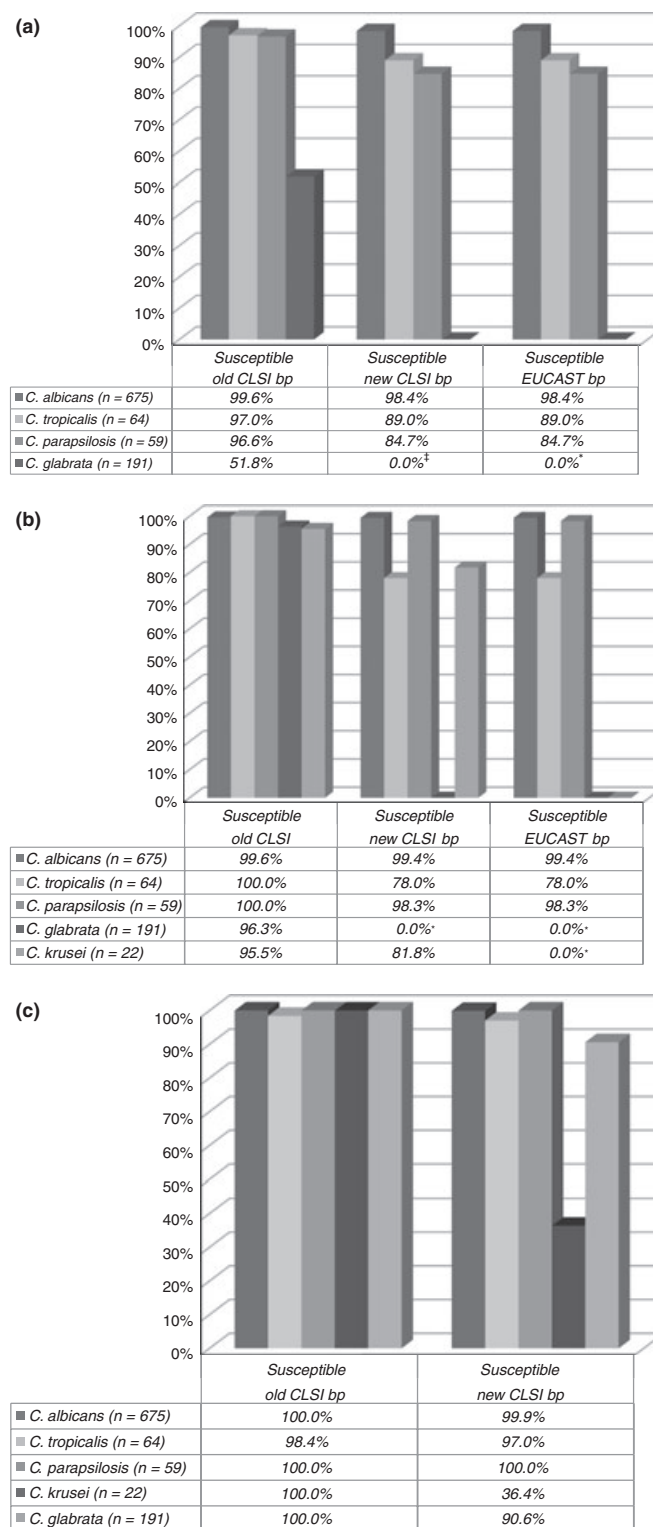 (a)
100%
90%
80%
70%
60%
50%
40%
30%
20%
10%
0%
Susceptible old CLSI bp
Susceptible new CLSI bp
Susceptible EUCAST bp
C. albicans (n = 675) 99.6% 98.4% 98.4%
C. tropicalis (n = 64) 97.0% 89.0% 89.0%
C. parapsilosis (n = 59) 96.6% 84.7% 84.7%
C. glabrata (n = 191) 51.8% 0.0%‡ 0.0%*
(b)
100%
90%
80%
70%
60%
50%
40%
30%
20%
10%
0%
Susceptible old CLSI
Susceptible new CLSI bp
Susceptible EUCAST bp
C. albicans (n = 675) 99.6% 99.4% 99.4%
C. tropicalis (n = 64) 100.0% 78.0% 78.0%
C. parapsilosis (n = 59) 100.0% 98.3% 98.3%
C. glabrata (n = 191) 96.3% 0.0%* 0.0%*
C. krusei (n = 22) 95.5% 81.8% 0.0%*
(c)
100%
90%
80%
70%
60%
50%
40%
30%
20%
10%
0%
Susceptible old CLSI bp
Susceptible new CLSI bp
C. albicans (n = 675) 100.0% 99.9%
C. tropicalis (n = 64) 98.4% 97.0%
C. parapsilosis (n = 59) 100.0% 100.0%
C. krusei (n = 22) 100.0% 36.4%
C. glabrata (n = 191) 100.0% 90.6%